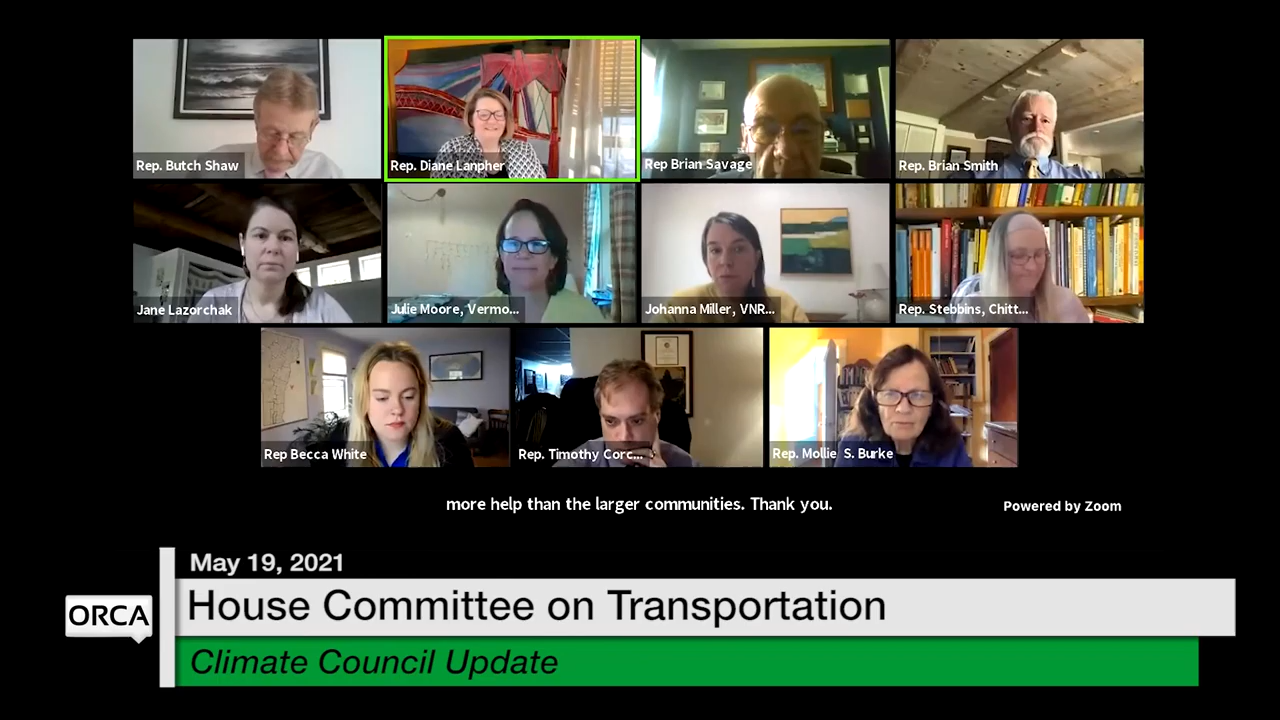 Rep. Butch Shaw
Rep. Diane Lanpher
Rep Brian Savage
Rep. Brian Smith
Jane Lazorchak
Julie Moore, Vermo...
Johanna Miller, VNR...
Rep. Stebbins, Chitt...
Rep Becca White
Rep. Timothy Corc...
Rep. Mollie S. Burke
more help than the larger communities. Thank you.
Powered by Zoom
May 19, 2021
ORCA
House Committee on Transportation
Climate Council Update